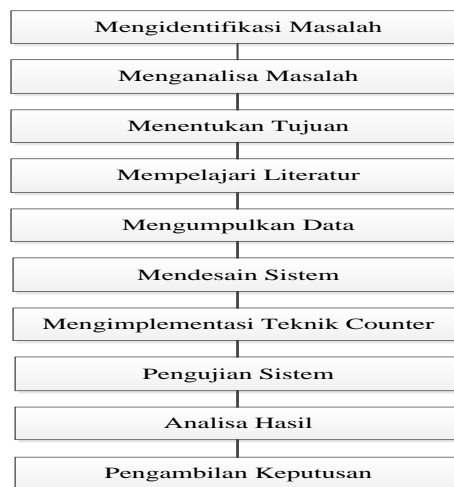 Mengidentifikasi Masalah
Menganalisa Masalah
Menentukan Tujuan
Mempelajari Literatur
Mengumpulkan Data
Mendesain Sistem
Mengimplementasi Teknik Counter
Pengujian Sistem
Analisa Hasil
Pengambilan Keputusan